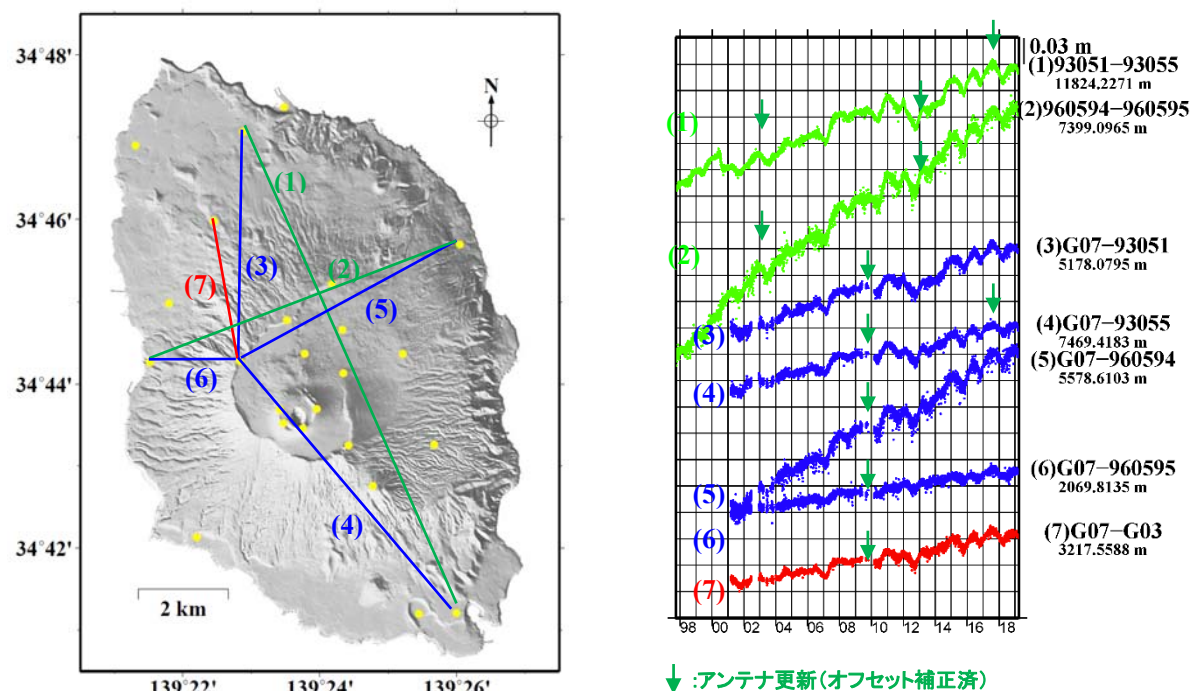 34°48'
34°46'
34°44'
34°42'
139°22'
139°24'
139°26'
N
2 km
(1)
(2)
(3)
(4)
(5)
(6)
(7)
0.03 m
(1)93051−93055
11824.2271 m
(2)960594−960595
7399.0965 m
(3)G07−93051
5178.0795 m
(4)G07−93055
7469.4183 m
(5)G07−960594
5578.6103 m
(6)G07−960595
2069.8135 m
(7)G07−G03
3217.5588 m
(1)
(2)
(3)
(4)
(5)
(6)
(7)
98 00 02 04 06 08 10 12 14 16 18
:アンテナ更新(オフセット補正済)